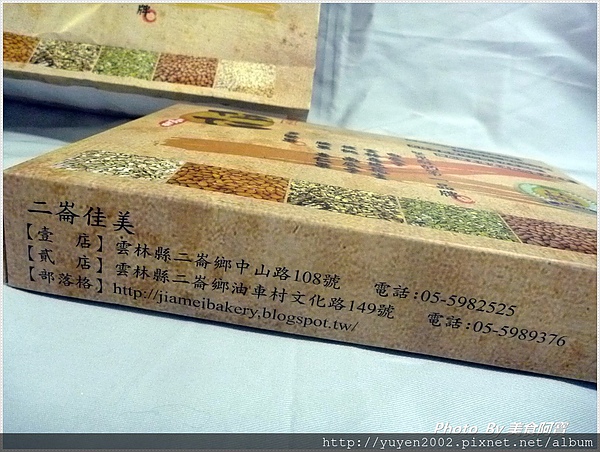 牌
二崙佳美
【壹 店】雲林縣二崙鄉中山路108號 電話:05-5982525
【貳 店】雲林縣二崙鄉油車村文化路149號 電話:05-5989376
【部落格】http://jiameibakery.blogspot.tw/
Photo By 美食阿寶
http://yuyen2002.pixnet.net/album